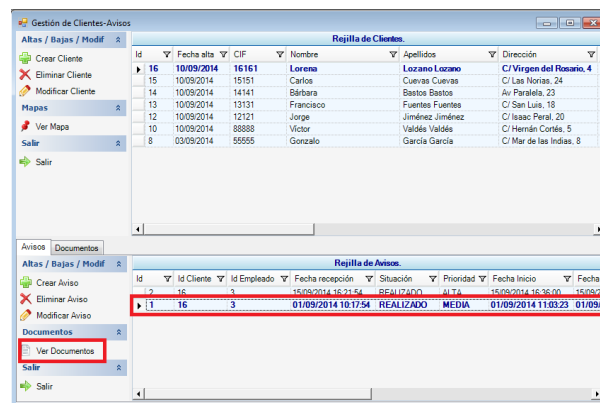 Gestión de Clientes-Avisos
Altas / Bajas / Modif
Crear Cliente
Eliminar Cliente
Modificar Cliente
Mapas
Ver Mapa
Salir
Salir
Rejilla de Clientes.
Id Fecha alta CIF Nombre Apellidos Dirección
16 10/09/2014 16161 Lorena Lozano Lozano C/ Virgen del Rosario, 4
15 10/09/2014 15151 Carlos Cuevas Cuevas C/ Las Norias, 24
14 10/09/2014 14141 Bárbara Bastos Bastos Av Paralela, 23
13 10/09/2014 13131 Francisco Fuentes Fuentes C/ San Luis, 18
12 10/09/2014 12121 Jorge Jiménez Jiménez C/ Isaac Peral, 20
10 10/09/2014 88888 Víctor Valdés Valdés C/ Hernán Cortés, 5
8 03/09/2014 55555 Gonzalo García García C/ Mar de las Indias, 8
Avisos Documentos
Altas / Bajas / Modif
Crear Aviso
Eliminar Aviso
Modificar Aviso
Documentos
Ver Documentos
Salir
Salir
Rejilla de Avisos.
Id Id Cliente Id Empleado Fecha recepción Situación Prioridad Fecha Inicio Fecha
2 16 3 15/09/2014 16:21:54 REALIZADO ALTA 15/09/2014 16:36:00 15/09/2
1 16 3 01/09/2014 10:17:54 REALIZADO MEDIA 01/09/2014 11:03:23 01/09/